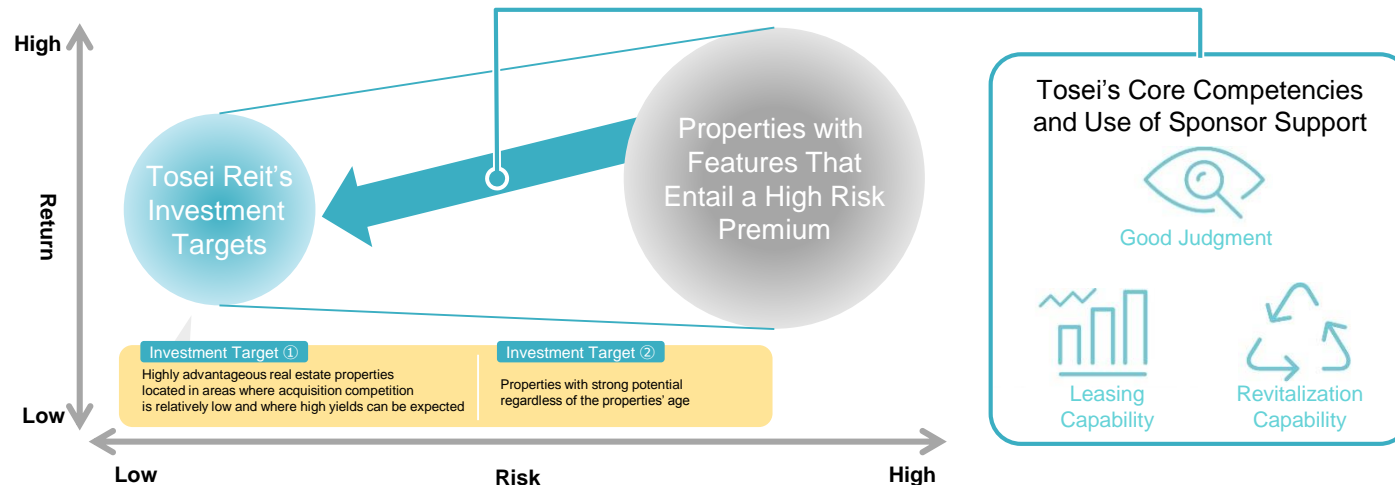 High
Return
Low
Tosei Reit's
Investment
Targets
Properties with
Features That
Entail a High Risk
Premium
Investment Target ①
Highly advantageous real estate properties
located in areas where acquisition competition
is relatively low and where high yields can be expected
Investment Target ②
Properties with strong potential
regardless of the properties' age
Low
Risk
High
Tosei's Core Competencies
and Use of Sponsor Support
Good Judgment
Leasing
Capability
Revitalization
Capability